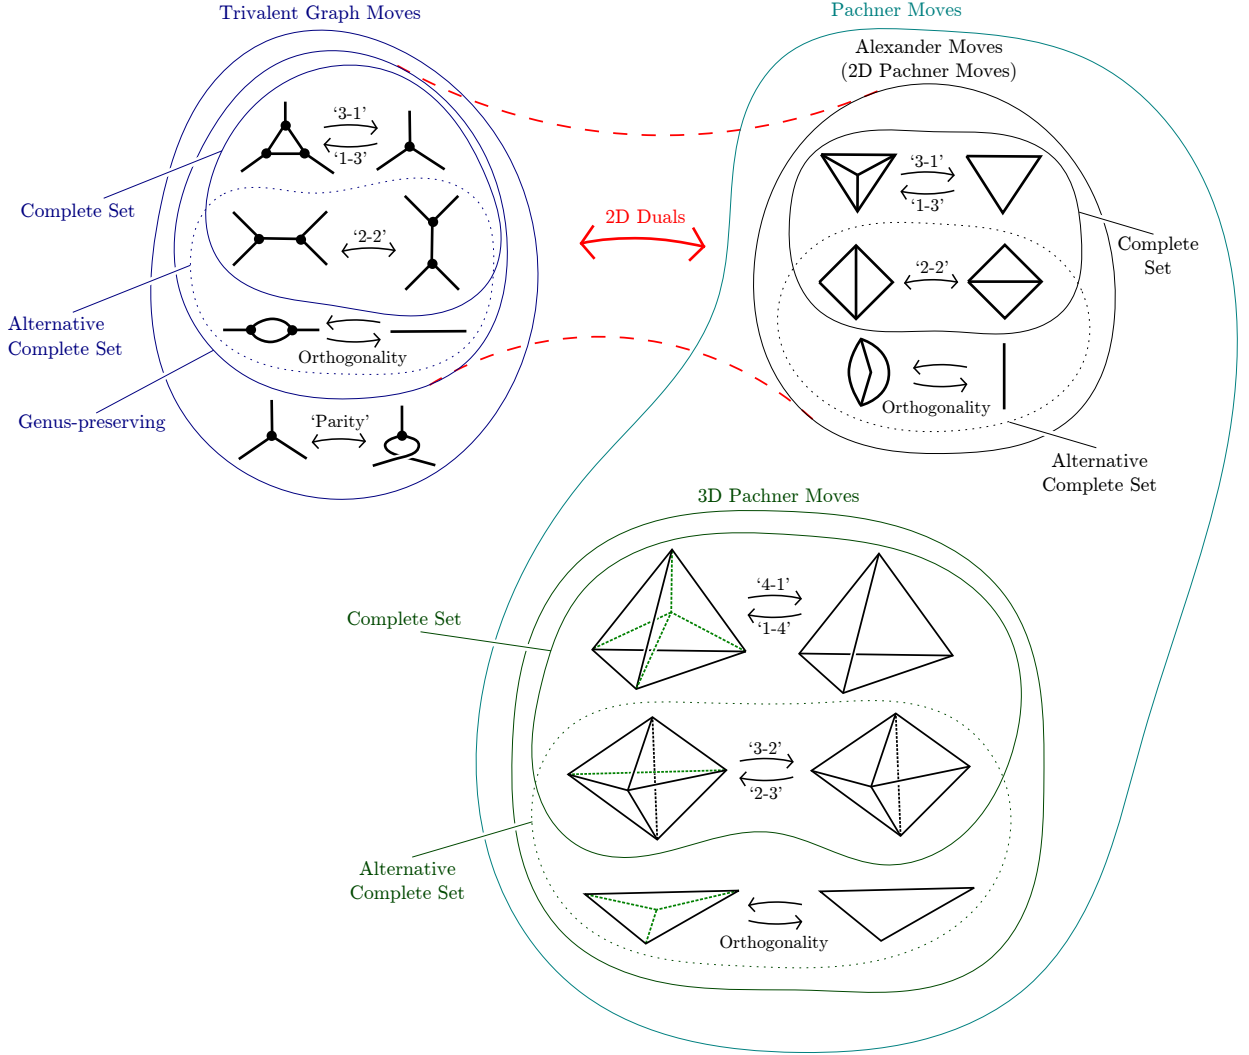 Trivalent Graph Moves
‘3-1’
‘1-3’
Complete Set
‘2-2’
Alternative
Complete Set
Orthogonality
Genus-preserving
‘Parity’
2D Duals
Pachner Moves
Alexander Moves
(2D Pachner Moves)
‘3-1’
‘1-3’
Complete
Set
‘2-2’
Orthogonality
Alternative
Complete Set
3D Pachner Moves
‘4-1’
‘1-4’
Complete Set
‘3-2’
‘2-3’
Alternative
Complete Set
Orthogonality